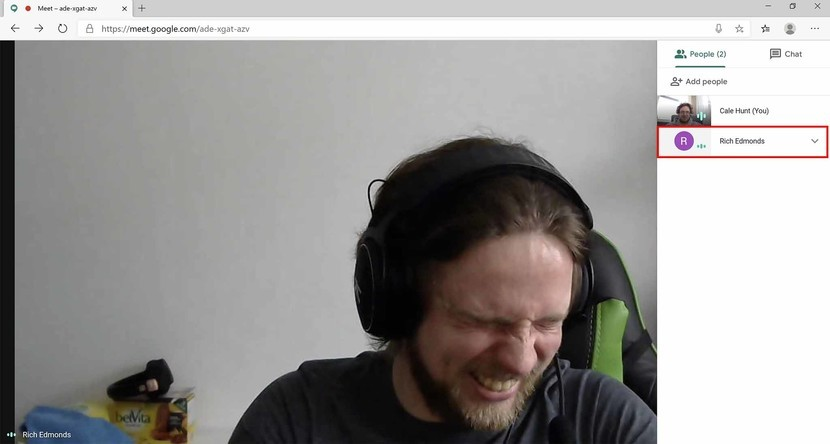 Meet – ade-xgat-azv
https://meet.google.com/ade-xgat-azv
People (2)
Chat
Add people
Cale Hunt (You)
R
Rich Edmonds
belVita
Rich Edmonds